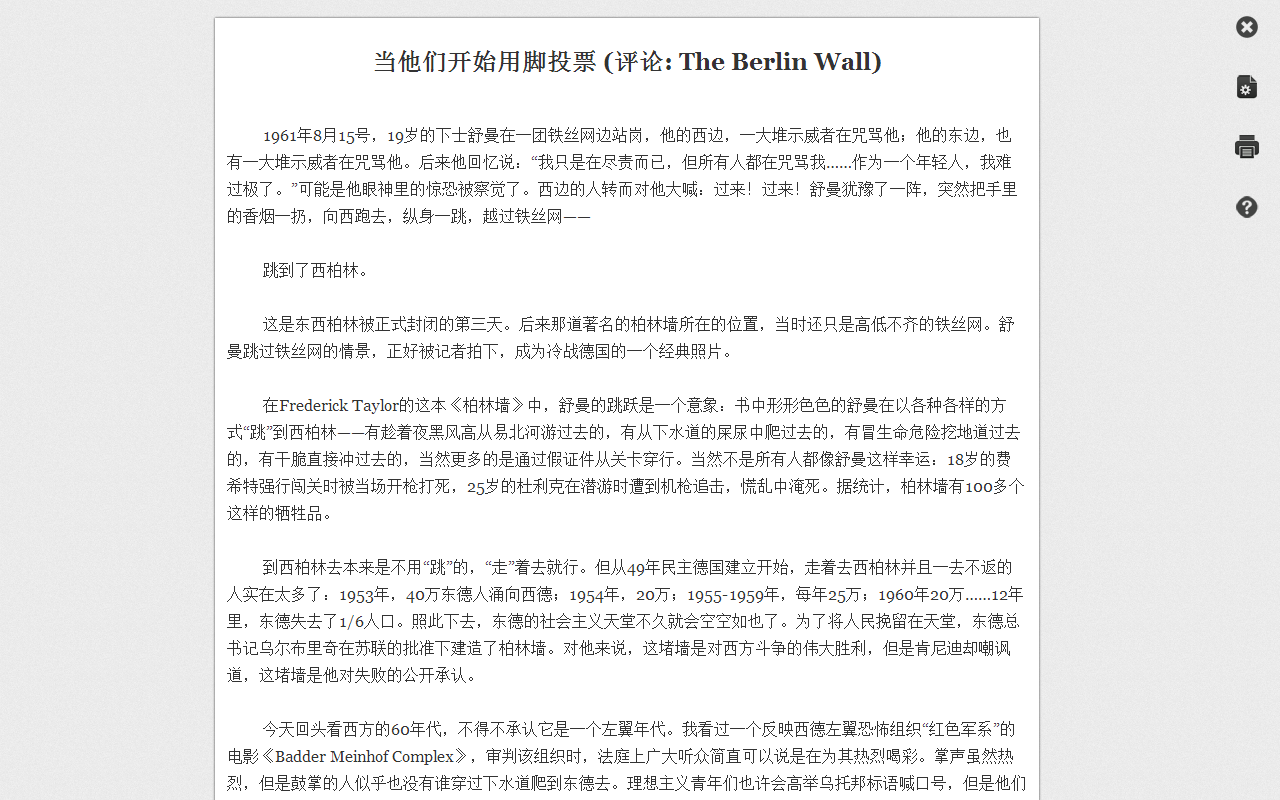 当他们开始用脚投票 (评论: The Berlin Wall)
1961年8月15号，19岁的下士舒曼在一团铁丝网边站岗，他的西边，一大堆示威者在咒骂他；他的东边，也
有一大堆示威者在咒骂他。后来他回忆说：“我只是在尽责而已，但所有人都在咒骂我……作为一个年轻人，我难
过极了。”可能是他眼神里的惊恐被察觉了。西边的人转而对他大喊：过来！过来！舒曼犹豫了一阵，突然把手里
的香烟一扔，向西跑去，纵身一跳，越过铁丝网——
跳到了西柏林。
这是东西柏林被正式封闭的第三天。后来那道著名的柏林墙所在的位置，当时还只是高低不齐的铁丝网。舒
曼跳过铁丝网的情景，正好被记者拍下，成为冷战德国的一个经典照片。
在Frederick Taylor的这本《柏林墙》中，舒曼的跳跃是一个意象：书中形形色色的舒曼在以各种各样的方
式“跳”到西柏林——有趁着夜黑风高从易北河游过去的，有从下水道的屎尿中爬过去的，有冒生命危险挖地道过去
的，有干脆直接冲过去的，当然更多的是通过假证件从关卡穿行。当然不是所有人都像舒曼这样幸运：18岁的费
希特强行闯关时被当场开枪打死，25岁的杜利克在潜游时遭到机枪追击，慌乱中淹死。据统计，柏林墙有100多个
这样的牺牲品。
到西柏林去本来是不用“跳”的，“走”着去就行。但从49年民主德国建立开始，走着去西柏林并且一去不返的
人实在太多了：1953年，40万东德人涌向西德；1954年，20万；1955-1959年，每年25万；1960年20万……12年
里，东德失去了1/6人口。照此下去，东德的社会主义天堂不久就会空空如也了。为了将人民挽留在天堂，东德总
书记乌尔布里奇在苏联的批准下建造了柏林墙。对他来说，这堵墙是对西方斗争的伟大胜利，但是肯尼迪却嘲讽
道，这堵墙是他对失败的公开承认。
今天回头看西方的60年代，不得不承认它是一个左翼年代。我看过一个反映西德左翼恐怖组织“红色军系”的
电影《Badder Meinhof Complex》，审判该组织时，法庭上广大听众简直可以说是在为其热烈喝彩。掌声虽然热
烈，但是鼓掌的人似乎也没有谁穿过下水道爬到东德去。理想主义青年们也许会高举乌托邦标语喊口号，但是他们